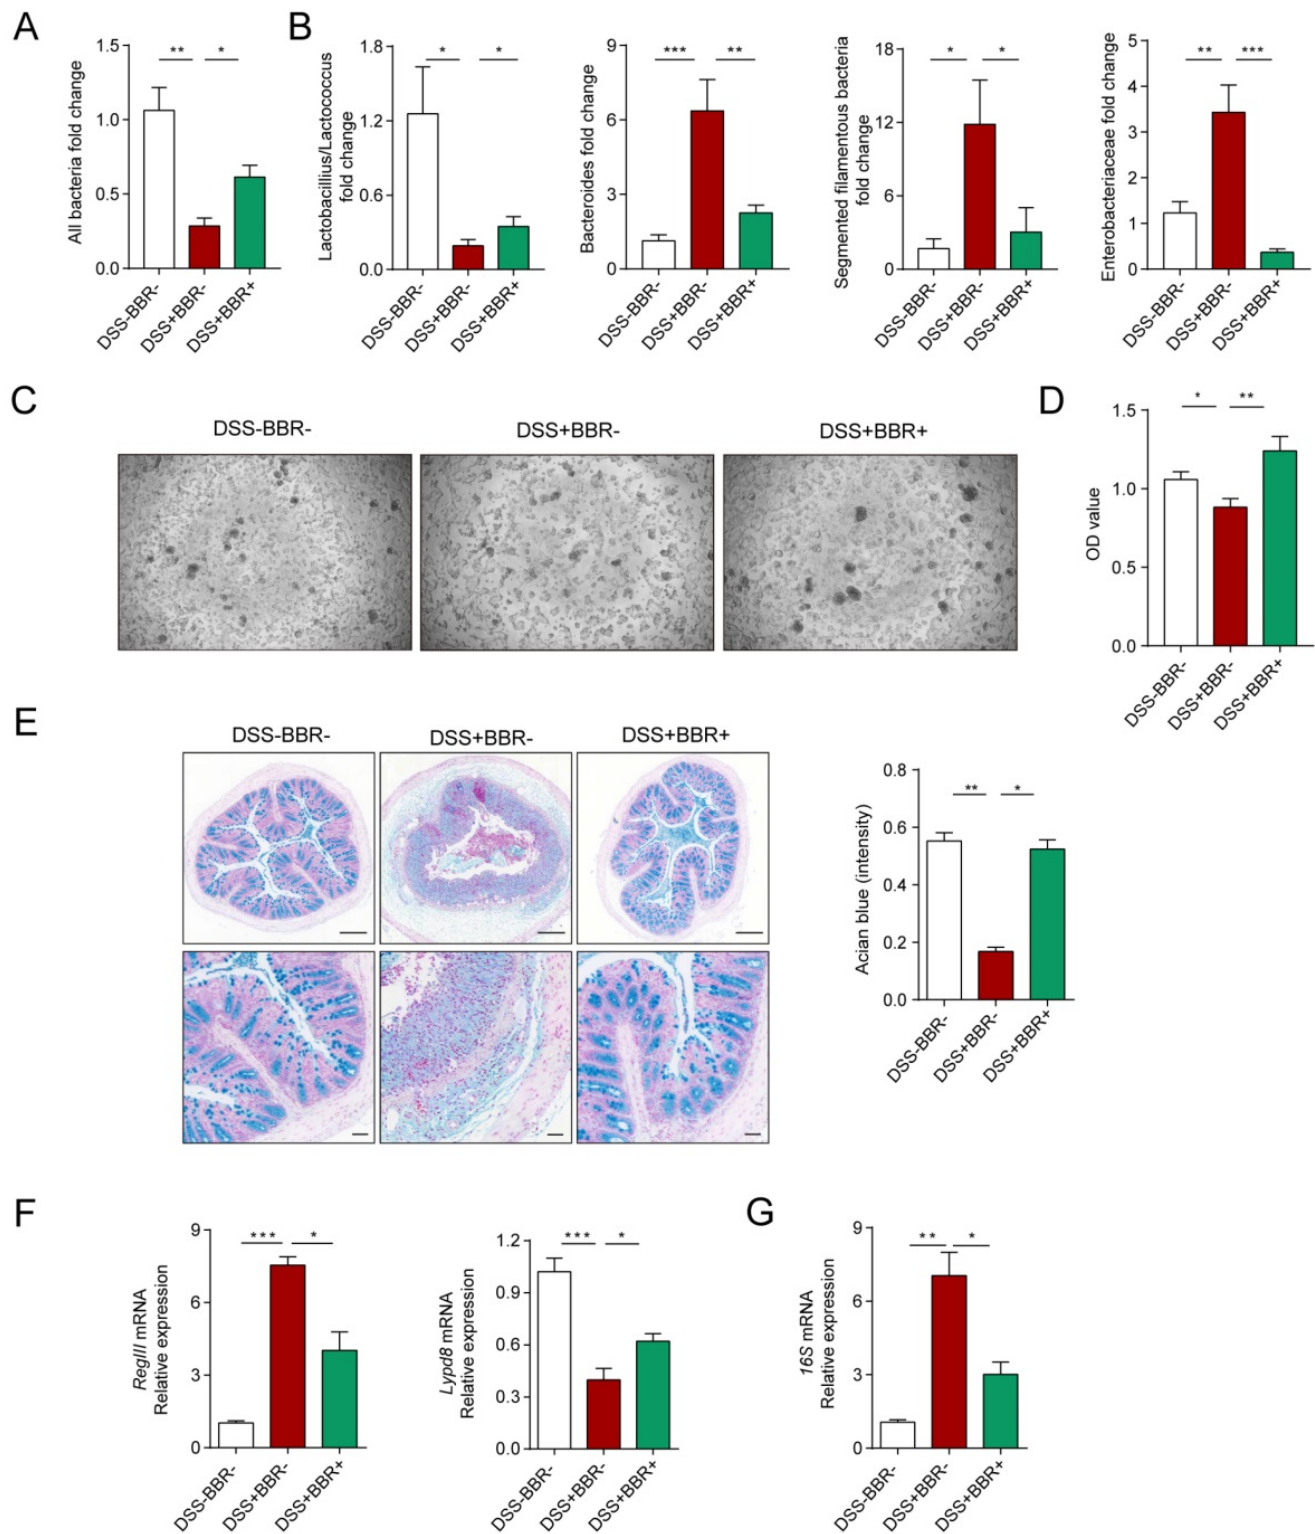 A
All bacteria fold change
1.5
1.0
0.5
0.0
** *
DSS-BBR-
DSS+BBR-
DSS+BBR+
B
Lactobacillius/Lactococcus
fold change
1.8
1.2
0.6
0.0
* *
DSS-BBR-
DSS+BBR-
DSS+BBR+
Bacteroides fold change
9
6
3
0
*** **
DSS-BBR-
DSS+BBR-
DSS+BBR+
Segmented filamentous bacteria
fold change
18
12
6
0
* *
DSS-BBR-
DSS+BBR-
DSS+BBR+
Enterobacteriaceae fold change
5
4
3
2
1
0
** ***
DSS-BBR-
DSS+BBR-
DSS+BBR+
C
DSS-BBR- DSS+BBR- DSS+BBR+
D
OD value
1.5
1.0
0.5
0.0
* **
DSS-BBR-
DSS+BBR-
DSS+BBR+
E
DSS-BBR- DSS+BBR- DSS+BBR+
Acian blue (intensity)
0.8
0.6
0.4
0.2
0.0
** *
DSS-BBR-
DSS+BBR-
DSS+BBR+
F
RegIII mRNA
Relative expression
9
6
3
0
*** *
DSS-BBR-
DSS+BBR-
DSS+BBR+
Lypd8 mRNA
Relative expression
1.2
0.9
0.6
0.3
0.0
*** *
DSS-BBR-
DSS+BBR-
DSS+BBR+
G
16S mRNA
Relative expression
9
6
3
0
** *
DSS-BBR-
DSS+BBR-
DSS+BBR+